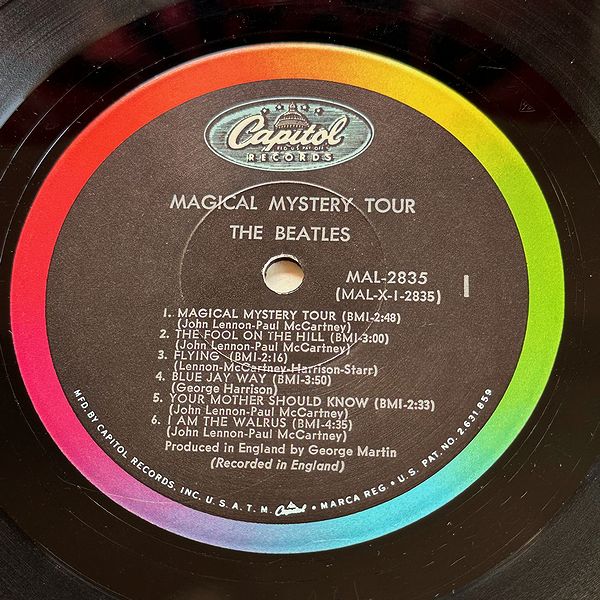 Capitol
REG. U.S. PAT. OFF.
RECORDS
MAGICAL MYSTERY TOUR
THE BEATLES
MAL-2835
(MAL-X-1-2835)
1
1. MAGICAL MYSTERY TOUR (BMI-2:48)
(John Lennon-Paul McCartney)
2. THE FOOL ON THE HILL (BMI-3:00)
(John Lennon-Paul McCartney)
3. FLYING (BMI-2:16)
(Lennon-McCartney-Harrison-Starr)
4. BLUE JAY WAY (BMI-3:50)
(George Harrison)
5. YOUR MOTHER SHOULD KNOW (BMI-2:33)
(John Lennon-Paul McCartney)
6. I AM THE WALRUS (BMI-4:35)
(John Lennon-Paul McCartney)
Produced in England by George Martin
(Recorded in England)
MFD. BY CAPITOL RECORDS, INC. U. S. A. T. M. Capitol • MARCA REG. • U. S. PAT. NO. 2,631,859